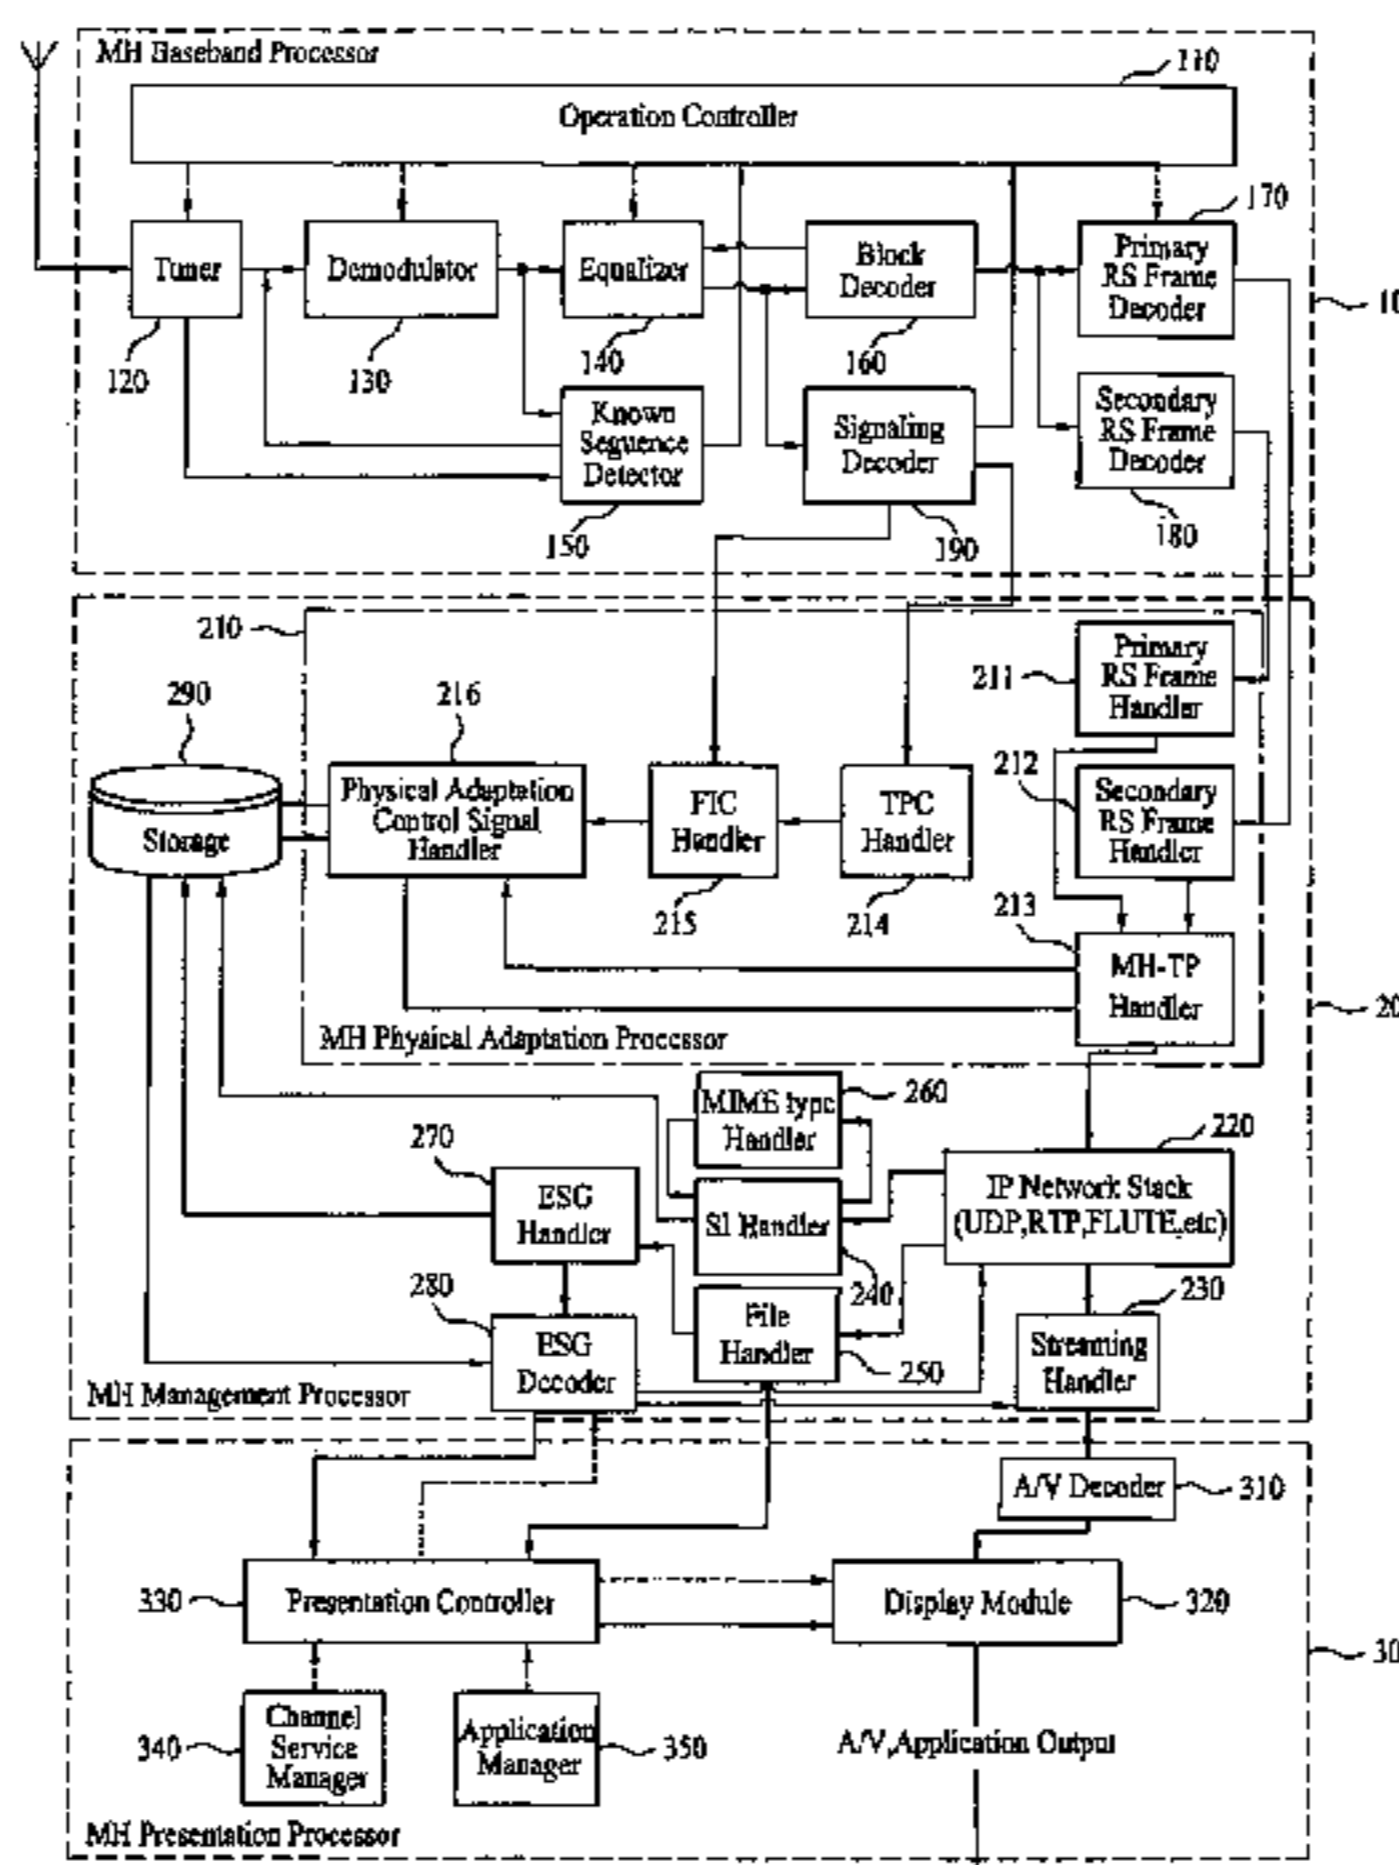 MH Baseband Processor
110
Operation Controller
170
Tuner
Demodulator
Equalizer
Block
Decoder
Primary
RS Frame
Decoder
10
120
130
140
160
Known
Sequence
Detector
Signaling
Decoder
Secondary
RS Frame
Decoder
150
190
180
210
Primary
RS Frame
Handler
211
290
216
212
Storage
Physical Adaptation
Control Signal
Handler
FIC
Handler
TPC
Handler
Secondary
RS Frame
Handler
215
214
213
MH-TP
Handler
20
MH Physical Adaptation Processor
MIME type
Handler
260
270
220
ESG
Handler
SI Handler
IP Network Stack
(UDP,RTP,FLUTE,etc)
280
240
230
ESG
Decoder
File
Handler
250
Streaming
Handler
MH Management Processor
A/V Decoder
310
330
Presentation Controller
Display Module
320
30
340
Channel
Service
Manager
Application
Manager
350
A/V,Application Output
MH Presentation Processor